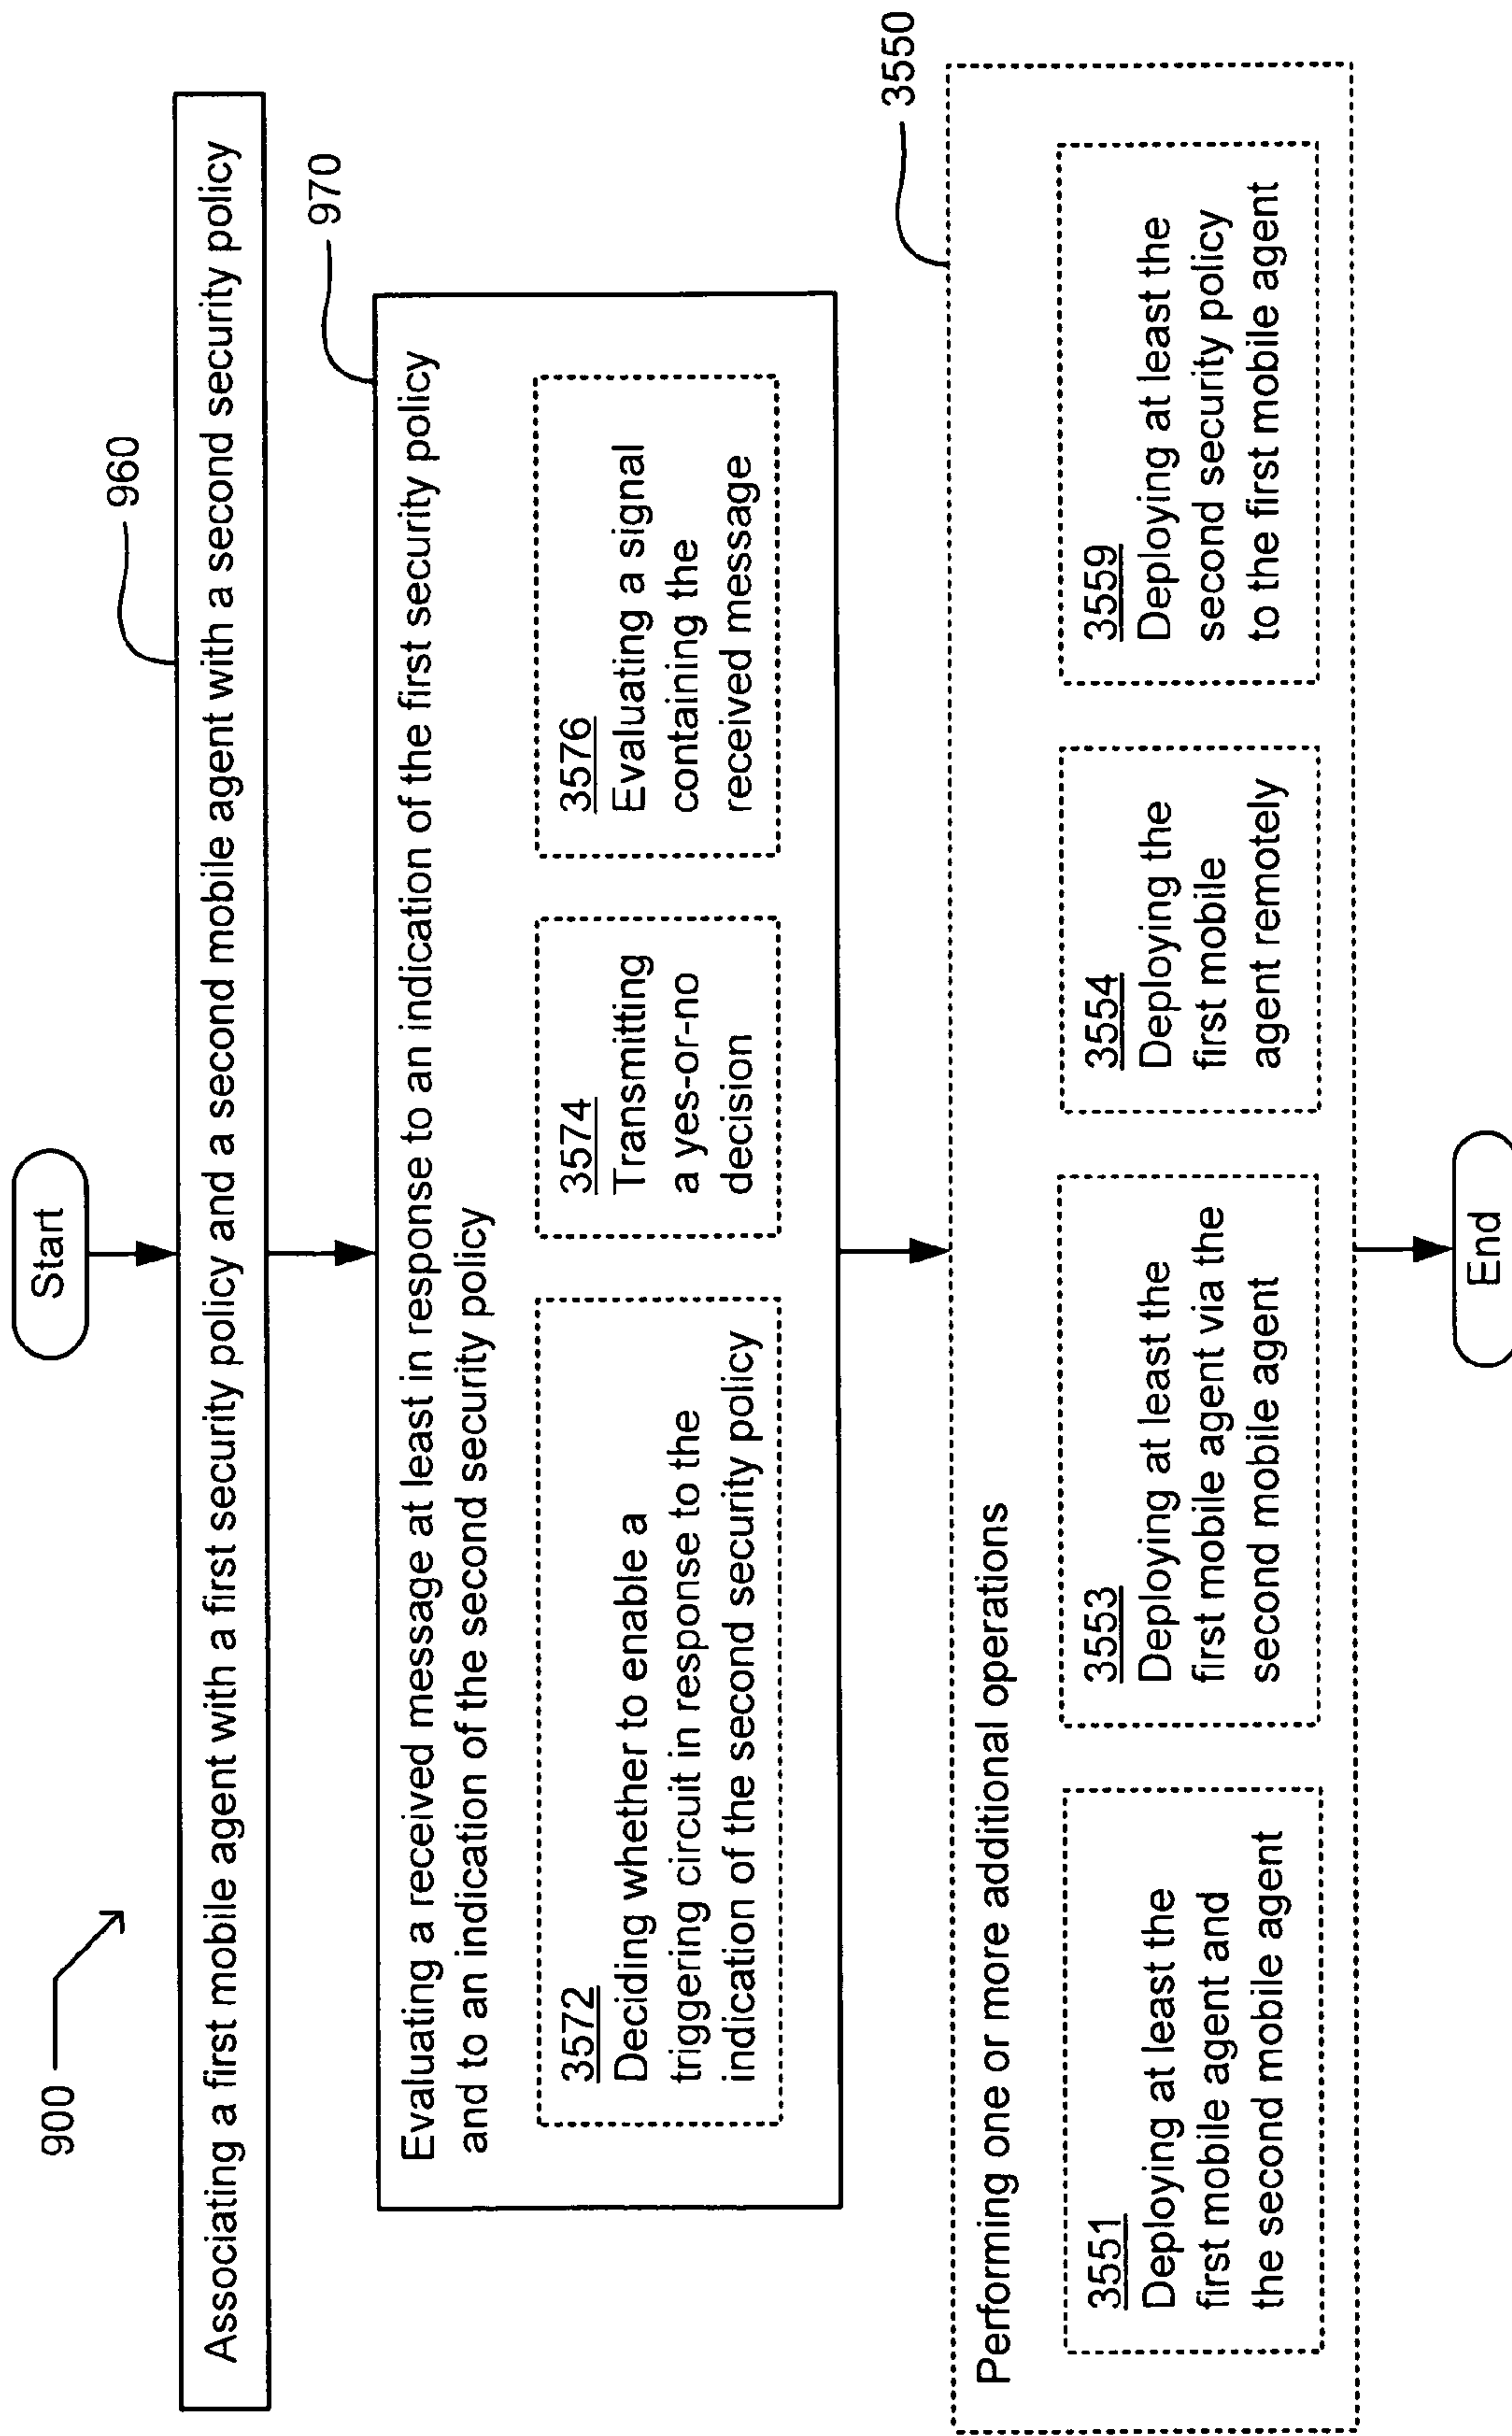 900
Start
960
Associating a first mobile agent with a first security policy and a second mobile agent with a second security policy
970
Evaluating a received message at least in response to an indication of the first security policy
and to an indication of the second security policy
3572
Deciding whether to enable a
triggering circuit in response to the
indication of the second security policy
3574
Transmitting
a yes-or-no
decision
3576
Evaluating a signal
containing the
received message
3550
Performing one or more additional operations
3551
Deploying at least the
first mobile agent and
the second mobile agent
3553
Deploying at least the
first mobile agent via the
second mobile agent
3554
Deploying the
first mobile
agent remotely
3559
Deploying at least the
second security policy
to the first mobile agent
End